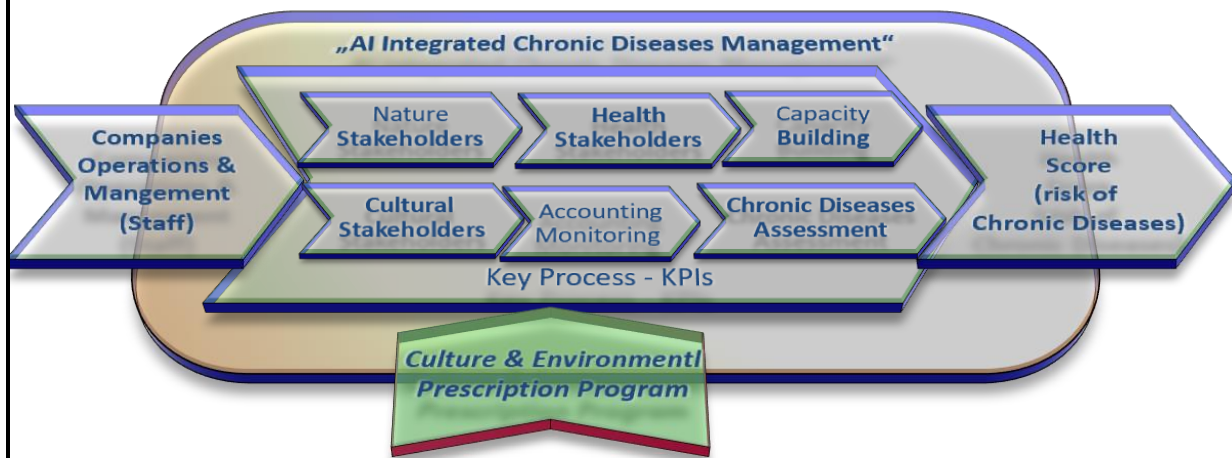 „AI Integrated Chronic Diseases Management“
Companies
Operations &
Mangement
(Staff)
Nature
Stakeholders
Health
Stakeholders
Capacity
Building
Cultural
Stakeholders
Accounting
Monitoring
Chronic Diseases
Assessment
Key Process - KPIs
Health
Score
(risk of
Chronic Diseases)
Culture & Environmentl
Prescription Program